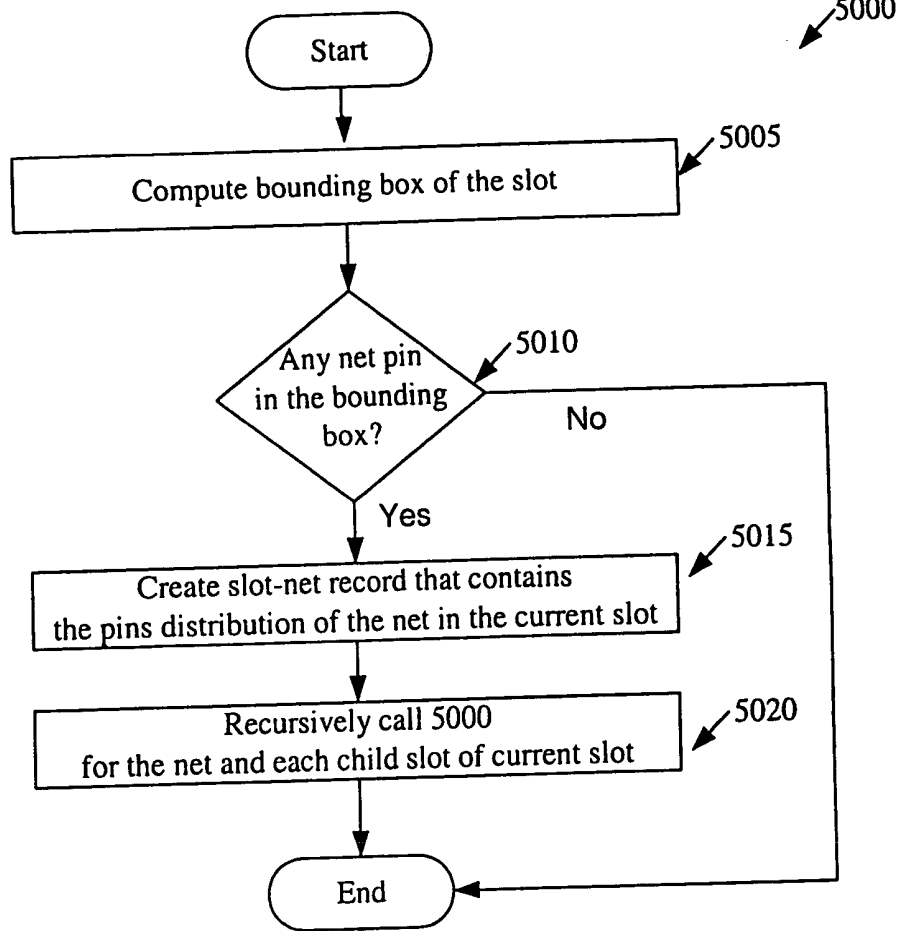 5000
Start
5005
Compute bounding box of the slot
5010
Any net pin
in the bounding
box?
No
Yes
5015
Create slot-net record that contains
the pins distribution of the net in the current slot
5020
Recursively call 5000
for the net and each child slot of current slot
End